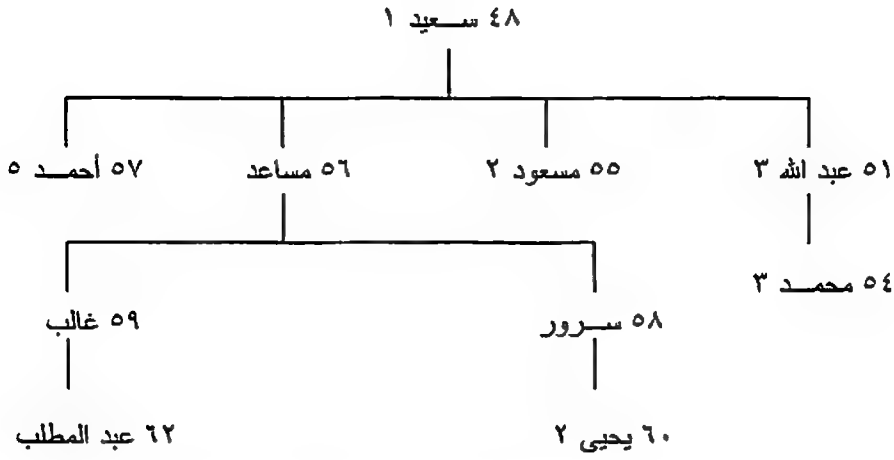 ٤٨ سعيد ١
٥١ عبد الله ٣
٥٥ مسعود ٢
٥٦ مساعد
٥٧ أحمد ٥
٥٤ محمد ٣
٥٨ سرور
٥٩ غالب
٦٠ يحيى ٢
٦٢ عبد المطلب